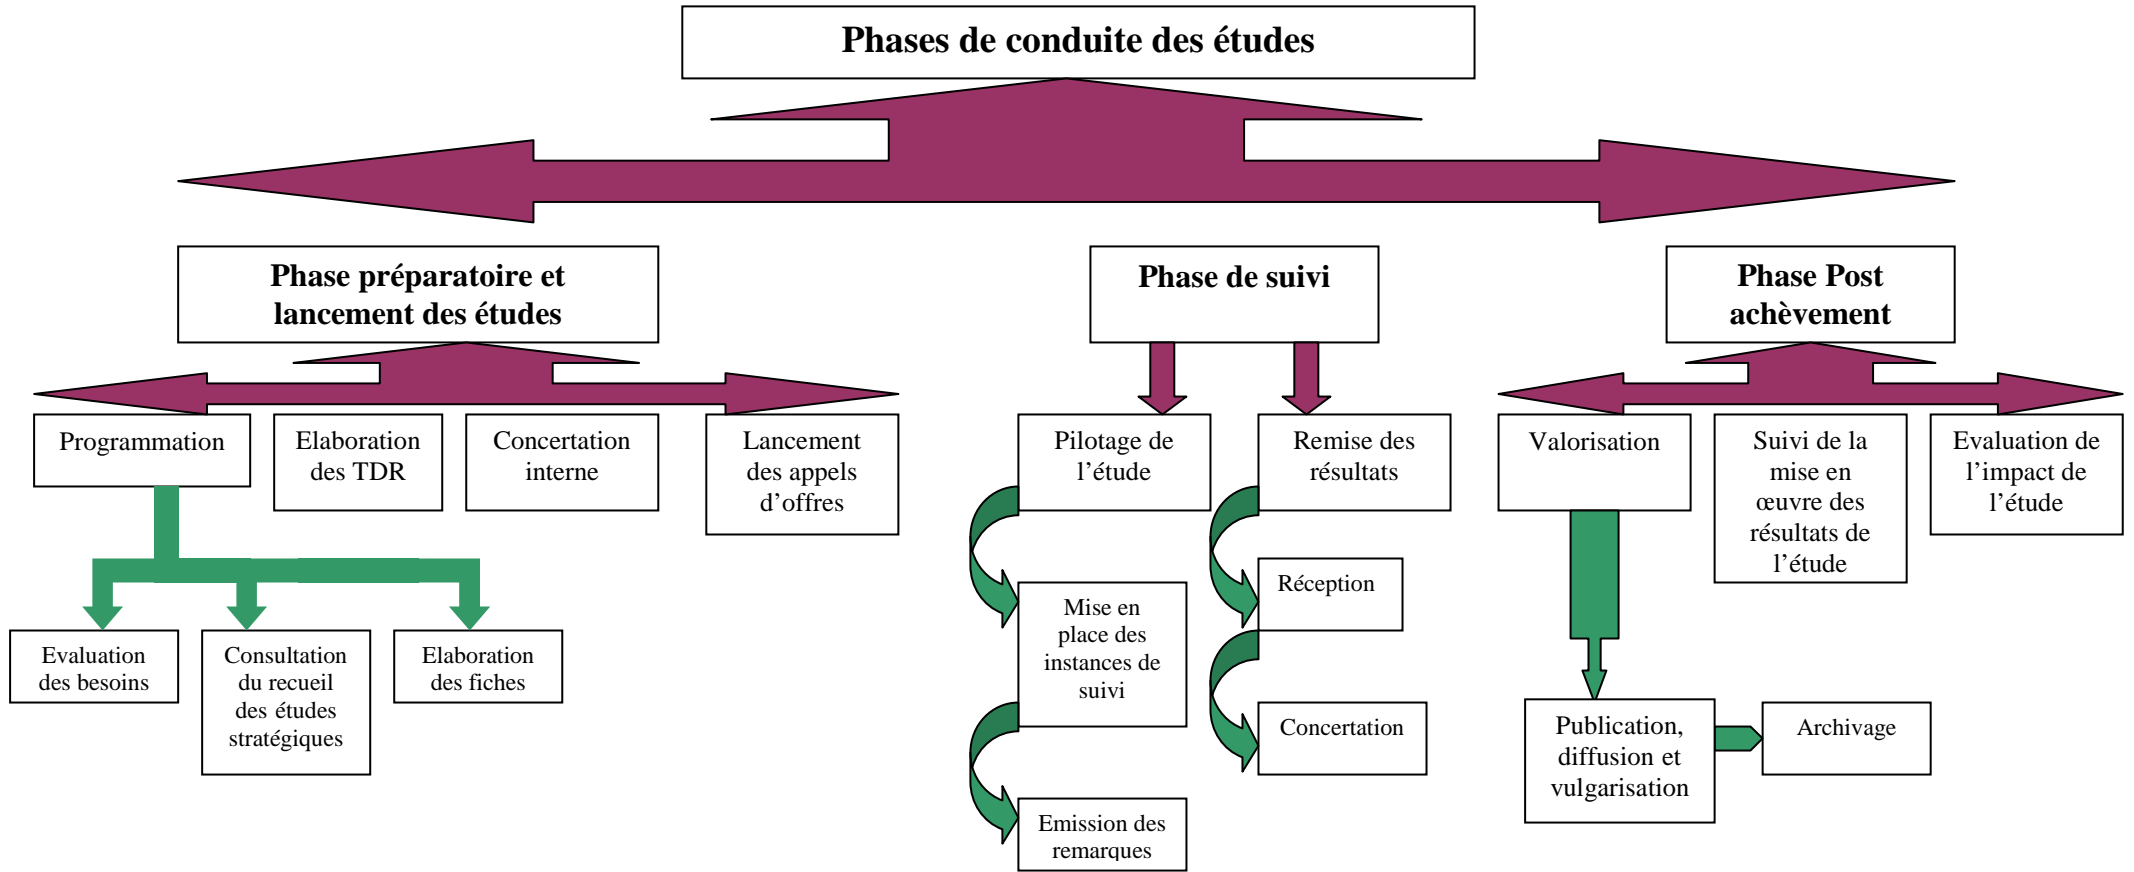 Phases de conduite des études
Phase préparatoire et
lancement des études
Phase de suivi
Phase Post
achèvement
Programmation
Elaboration
des TDR
Concertation
interne
Lancement
des appels
d’offres
Pilotage de
l’étude
Remise des
résultats
Valorisation
Suivi de la
mise en
œuvre des
résultats de
l’étude
Evaluation de
l’impact de
l’étude
Evaluation
des besoins
Consultation
du recueil
des études
stratégiques
Elaboration
des fiches
Mise en
place des
instances de
suivi
Emission des
remarques
Réception
Concertation
Publication,
diffusion et
vulgarisation
Archivage